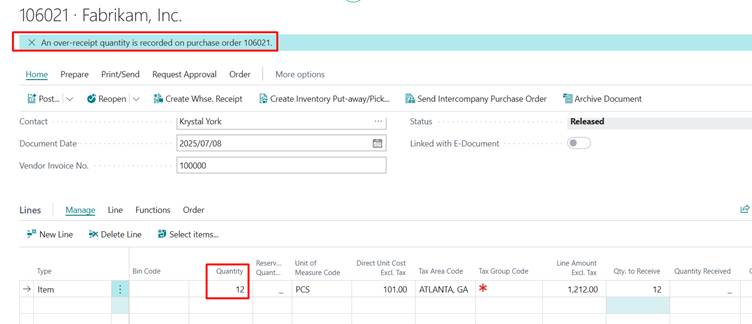 106021 · Fabrikam, Inc.
An over-receipt quantity is recorded on purchase order 106021.
Home Prepare Print/Send Request Approval Order More options
Post... Reopen Create Whse. Receipt Create Inventory Put-away/Pick... Send Intercompany Purchase Order Archive Document
Contact Krystal York Status Released
Document Date 2025/07/08 Linked with E-Document
Vendor Invoice No. 100000
Lines Manage Line Functions Order
New Line Delete Line Select items...
Reserv... Unit of Direct Unit Cost Line Amount
Type Bin Code Quantity Quant... Measure Code Excl. Tax Tax Area Code Tax Group Code Excl. Tax Qty. to Receive Quantity Received
Item 12 _ PCS 101.00 ATLANTA, GA * 1,212.00 12 _